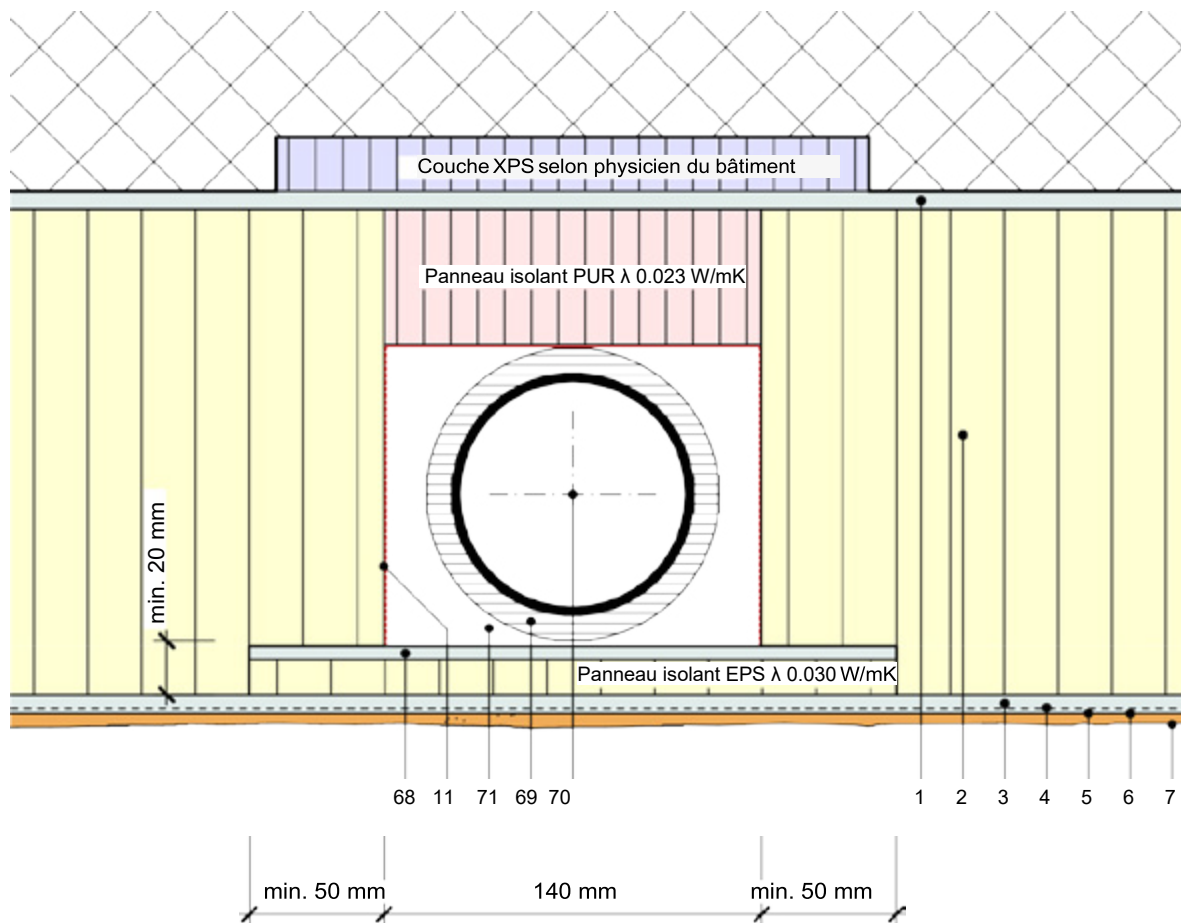 Couche XPS selon physicien du bâtiment
Panneau isolant PUR λ 0.023 W/mK
min. 20 mm
Panneau isolant EPS λ 0.030 W/mK
68 11 71 69 70 1 2 3 4 5 6 7
min. 50 mm 140 mm min. 50 mm